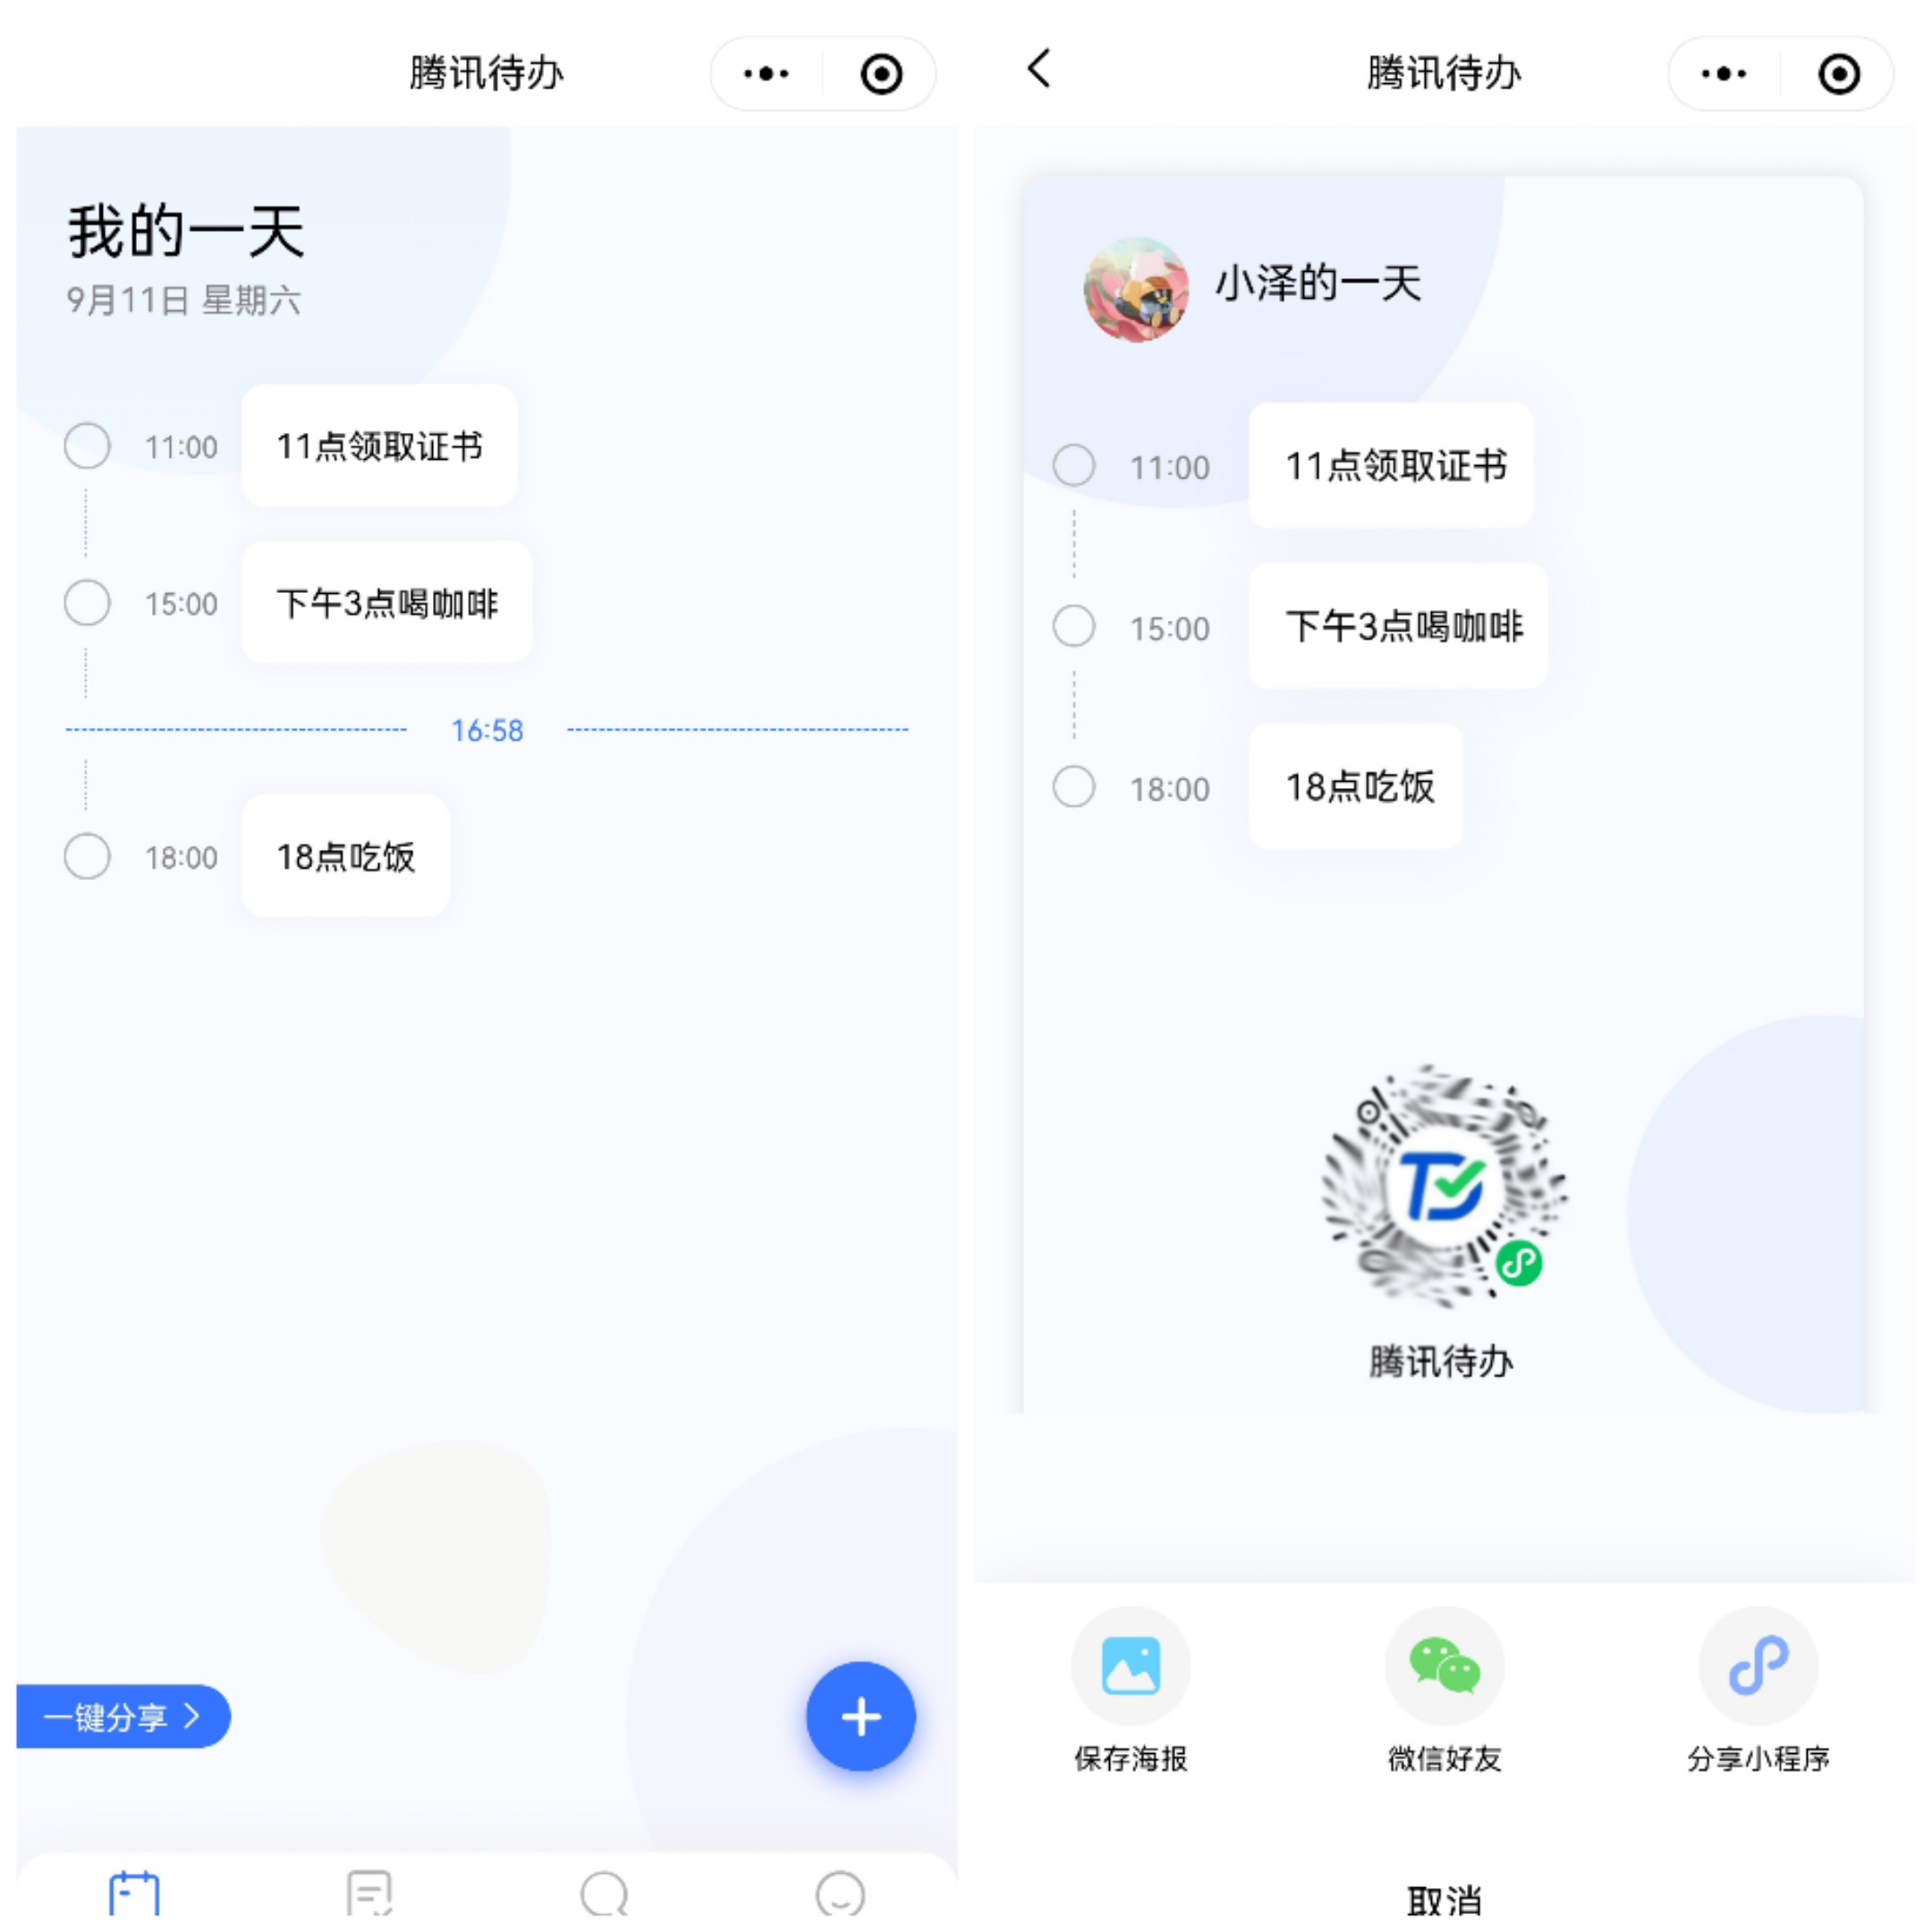 腾讯待办
我的一天
9月11日 星期六
11:00
11点领取证书
15:00
下午3点喝咖啡
16:58
18:00
18点吃饭
一键分享
腾讯待办
小泽的一天
11:00
11点领取证书
15:00
下午3点喝咖啡
18:00
18点吃饭
腾讯待办
保存海报
微信好友
分享小程序
取消